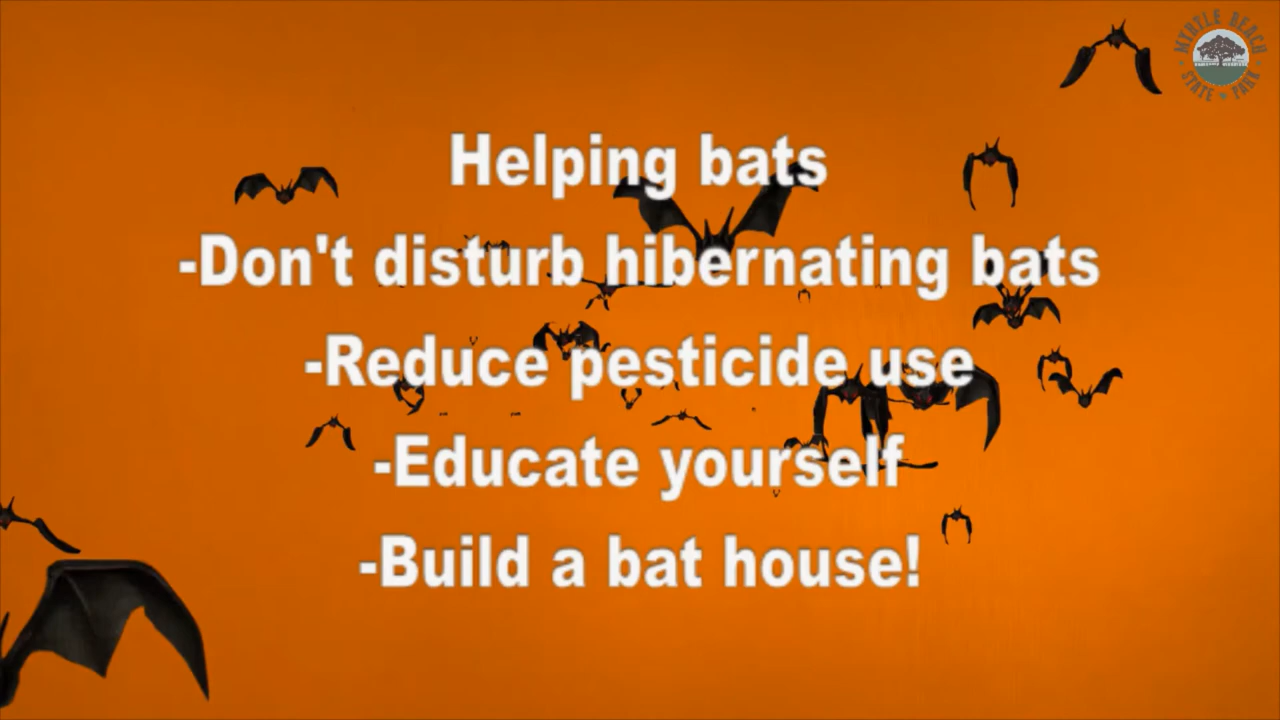 MYRTLE BEACH
STATE PARK
Helping bats
-Don't disturb hibernating bats
-Reduce pesticide use
-Educate yourself
-Build a bat house!